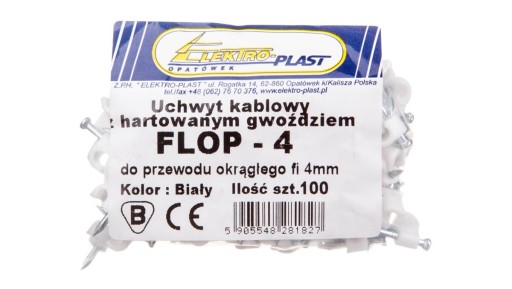 ELEKTRO-PLAST
OPATÓWEK
Z.P.H. "ELEKTRO-PLAST" ul. Rogatka 14, 62-860 Opatówek k/Kalisza Polska
tel./fax +48 (062) 76 70 376, www.elektro-plast.pl
Uchwyt kablowy
z hartowanym gwoździem
FLOP - 4
do przewodu okrągłego fi 4mm
Kolor : Biały Ilość szt.100
B CE
5 905548 281827